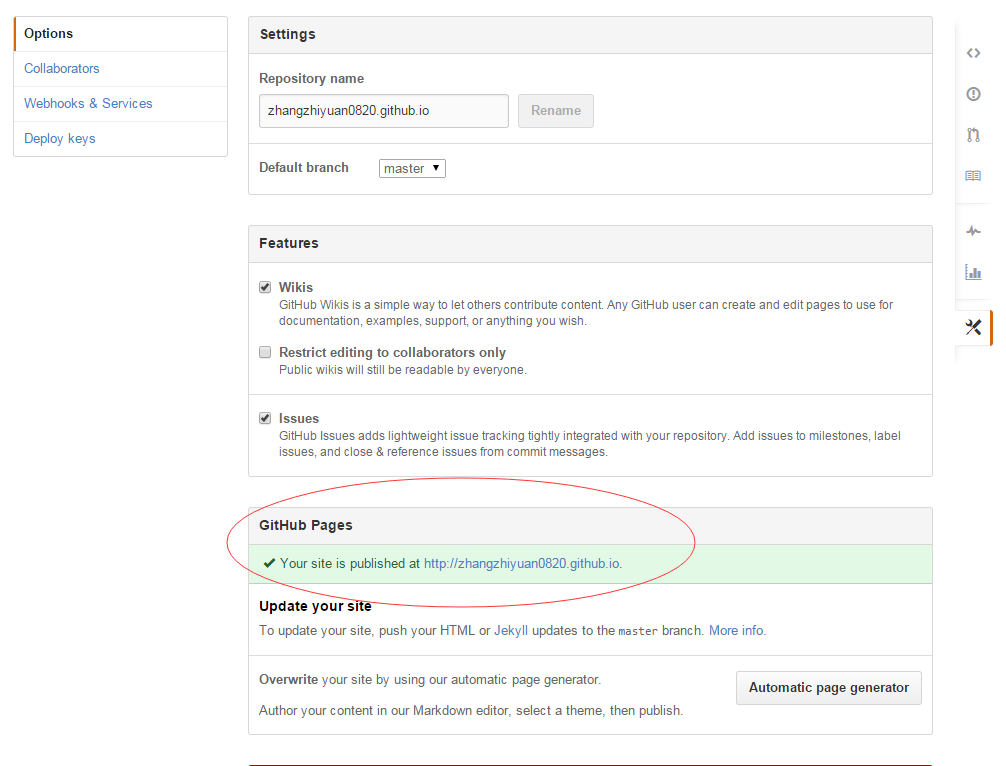 Options
Collaborators
Webhooks & Services
Deploy keys
Settings
Repository name
zhangzhiyuan0820.github.io
Rename
Default branch
master
Features
Wikis
GitHub Wikis is a simple way to let others contribute content. Any GitHub user can create and edit pages to use for
documentation, examples, support, or anything you wish.
Restrict editing to collaborators only
Public wikis will still be readable by everyone.
Issues
GitHub Issues adds lightweight issue tracking tightly integrated with your repository. Add issues to milestones, label
issues, and close & reference issues from commit messages.
GitHub Pages
Your site is published at http://zhangzhiyuan0820.github.io.
Update your site
To update your site, push your HTML or Jekyll updates to the master branch. More info.
Overwrite your site by using our automatic page generator.
Automatic page generator
Author your content in our Markdown editor, select a theme, then publish.